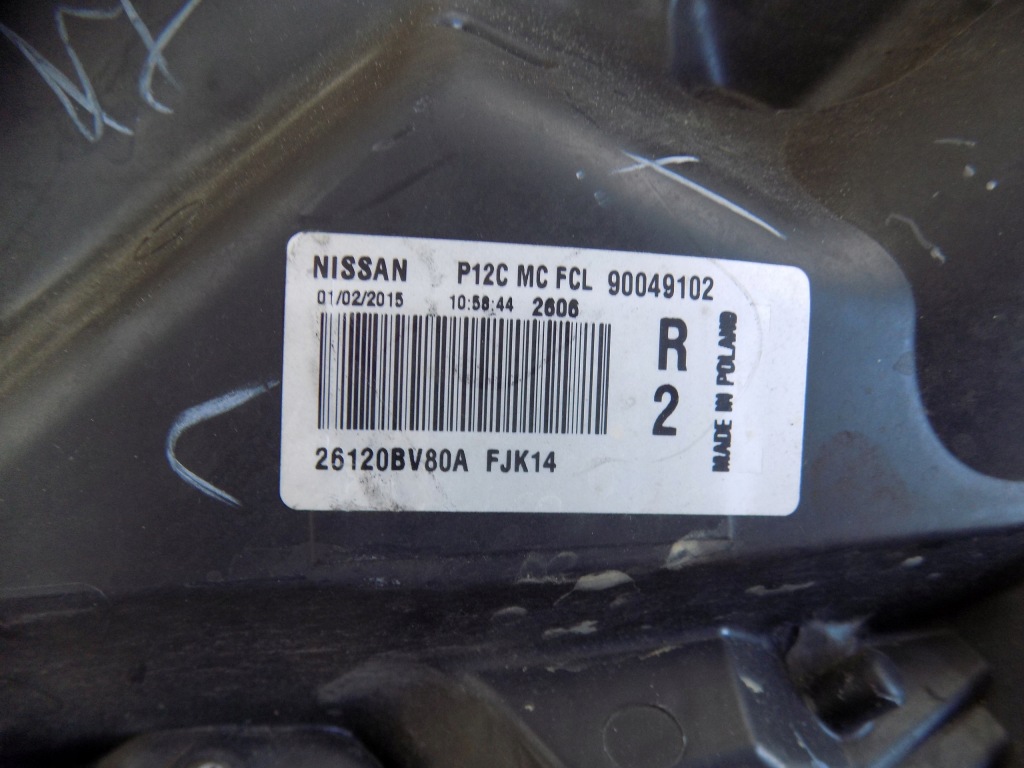 NISSAN P12C MC FCL 90049102
01/02/2015 10:58:44 2606
R
2
MADE IN POLAND
26120BV80A FJK14